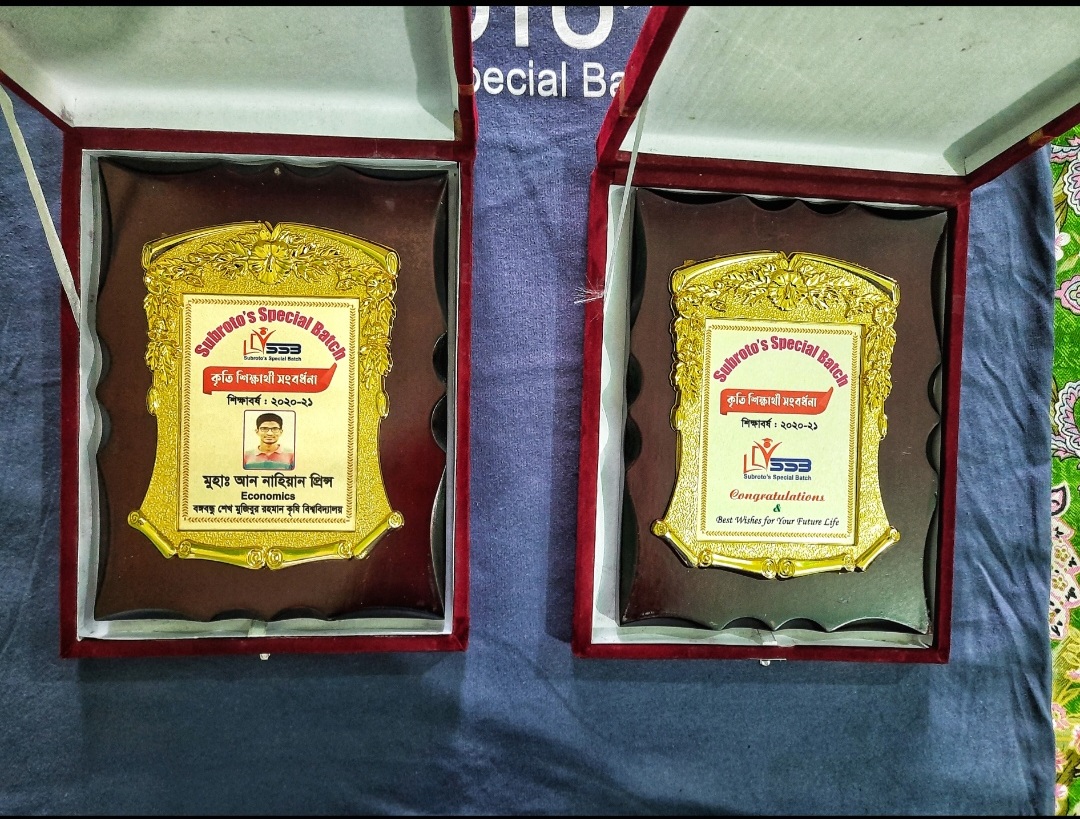 pecial Ba
Subroto's Special Batch
SSB
Subroto's Special Batch
কৃতি শিক্ষাথী সংবর্ধনা
শিক্ষাবর্ষ : ২০২০-২১
মুহাঃ আন নাহিয়ান প্রিন্স
Economics
বঙ্গবন্ধু শেখ মুজিবুর রহমান কৃষি বিশ্ববিদ্যালয়
Subroto's Special Batch
কৃতি শিক্ষাথী সংবর্ধনা
শিক্ষাবর্ষ : ২০২০-২১
SSB
Subroto's Special Batch
Congratulations
&
Best Wishes for Your Future Life